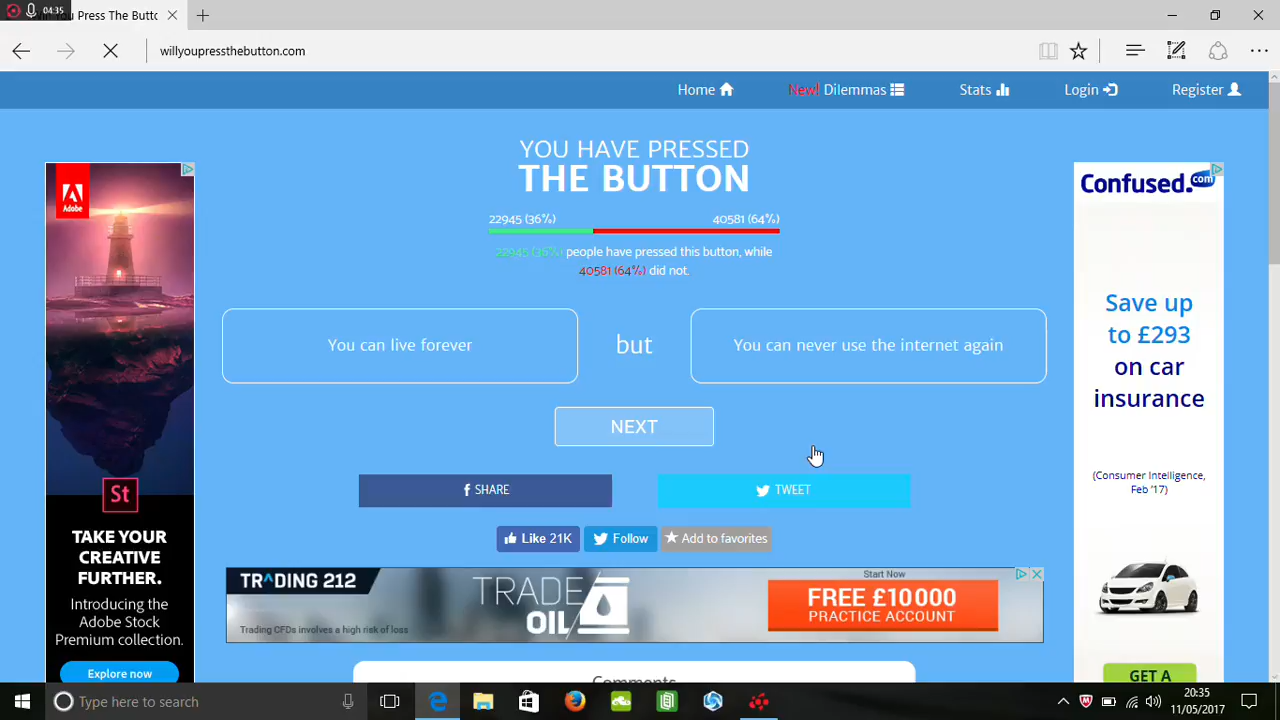 04:35
You Press The Butto
willyoupressthebutton.com
Home
New! Dilemmas
Stats
Login
Register
YOU HAVE PRESSED
THE BUTTON
22945 (36%) 40581 (64%)
22945 (36%) people have pressed this button, while
40581 (64%) did not.
You can live forever
but
You can never use the internet again
NEXT
SHARE
TWEET
Like 21K
Follow
Add to favorites
Adobe
St
TAKE YOUR
CREATIVE
FURTHER.
Introducing the
Adobe Stock
Premium collection.
Explore now
Confused.com
Save up
to £293
on car
insurance
(Consumer Intelligence,
Feb '17)
GET A
TRADING 212
Trading CFDs involves a high risk of loss
TRADE
OIL
Start Now
FREE £10000
PRACTICE ACCOUNT
Comments
Type here to search
20:35
11/05/2017